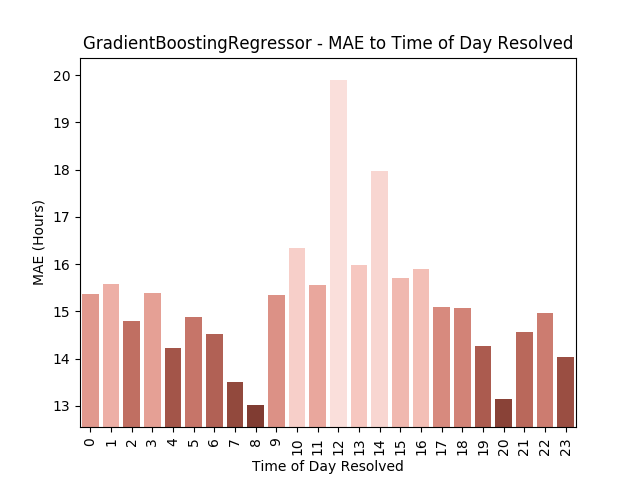 GradientBoostingRegressor - MAE to Time of Day Resolved
20
19
18
17
16
15
14
13
MAE (Hours)
0 1 2 3 4 5 6 7 8 9 10 11 12 13 14 15 16 17 18 19 20 21 22 23
Time of Day Resolved